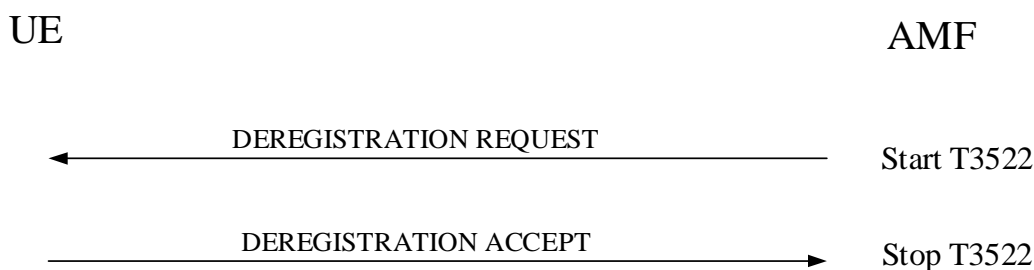 UE
AMF
DEREGISTRATION REQUEST
Start T3522
DEREGISTRATION ACCEPT
Stop T3522